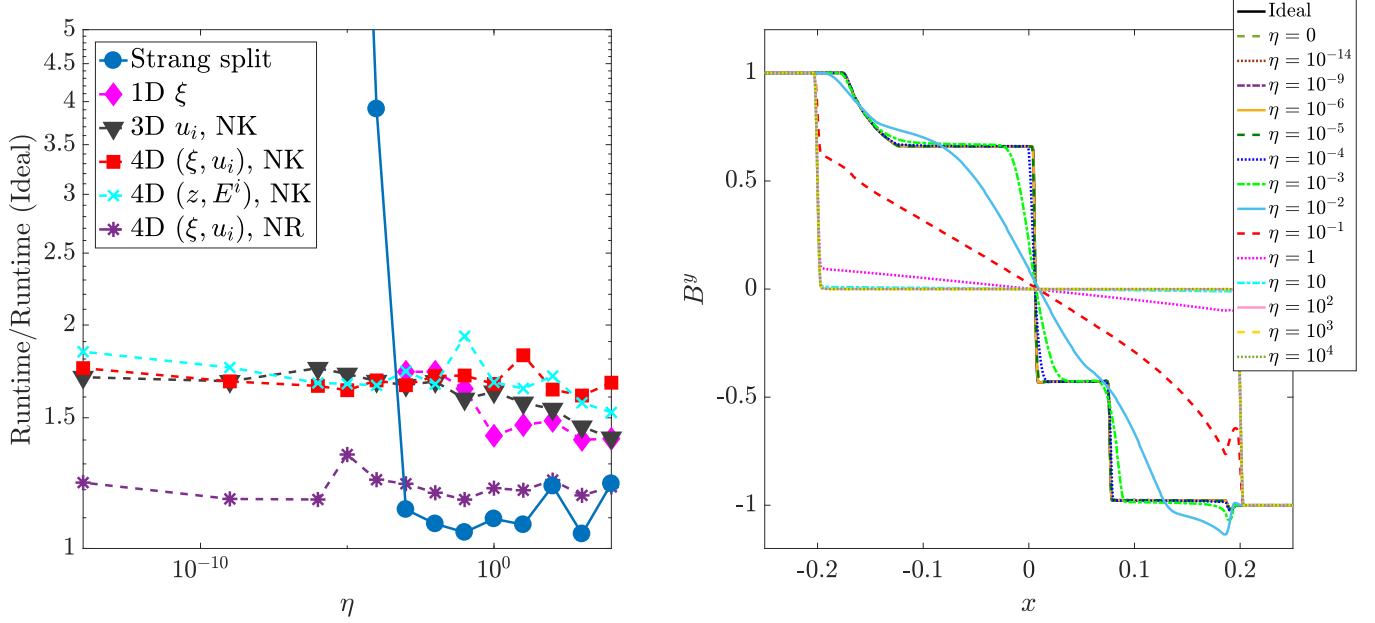 Runtime/Runtime (Ideal)
5
4.5
4
3.5
3
2.5
2
1.5
1
Strang split
1D ξ
3D u_i, NK
4D (ξ, u_i), NK
4D (z, E^i), NK
4D (ξ, u_i), NR
10^{-10}
10^0
η
B^y
1
0.5
0
-0.5
-1
-0.2
-0.1
0
0.1
0.2
x
Ideal
η = 0
η = 10^{-14}
η = 10^{-9}
η = 10^{-6}
η = 10^{-5}
η = 10^{-4}
η = 10^{-3}
η = 10^{-2}
η = 10^{-1}
η = 1
η = 10
η = 10^2
η = 10^3
η = 10^4